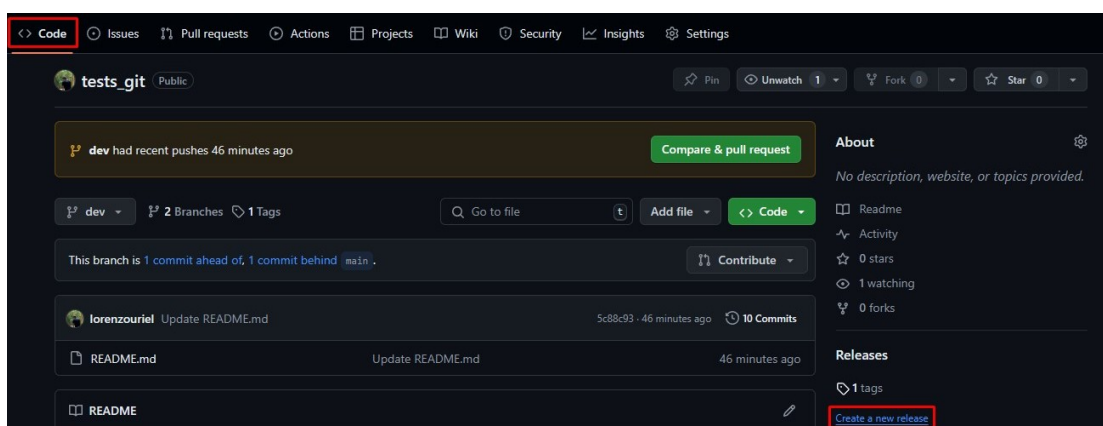 <> Code Issues Pull requests Actions Projects Wiki Security Insights Settings
tests_git Public Pin Unwatch 1 Fork 0 Star 0
dev had recent pushes 46 minutes ago Compare & pull request
About
No description, website, or topics provided.
dev 2 Branches 1 Tags Go to file t Add file <> Code
Readme
Activity
This branch is 1 commit ahead of, 1 commit behind main . Contribute
0 stars
1 watching
0 forks
lorenzouriel Update README.md 5c88c93 · 46 minutes ago 10 Commits
README.md Update README.md 46 minutes ago
Releases
1 tags
README
Create a new release